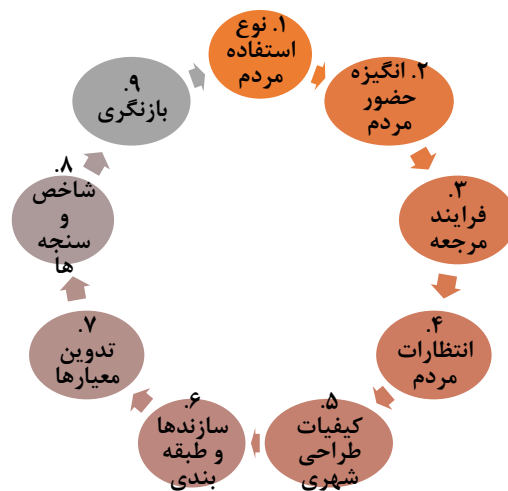 ۱. نوع
استفاده
مردم
۲. انگیزه
حضور
مردم
۳.
فرایند
مرجعه
۴.
انتظارات
مردم
۵.
کیفیات
طراحی
شهری
۶.
سازندها
و طبقه
بندی
۷.
تدوین
معیارها
۸.
شاخص
و
سنجه
ها
۹.
بازنگری